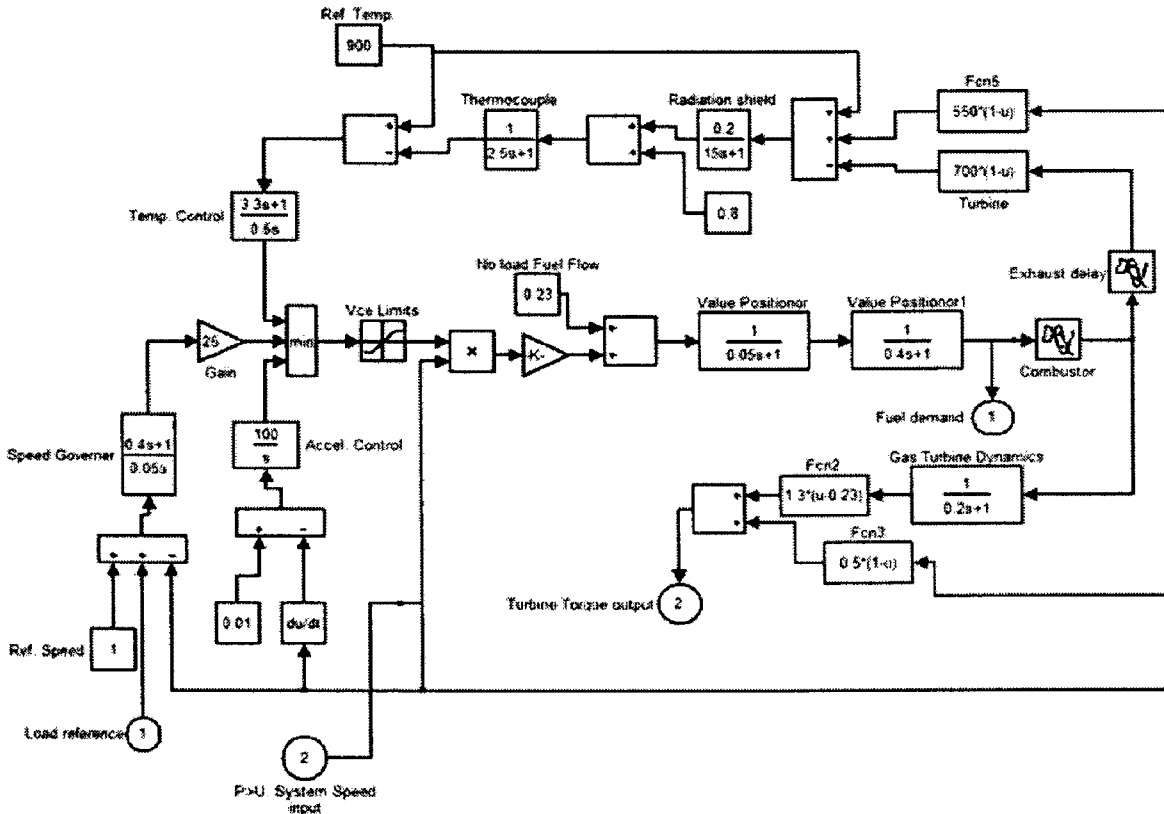 Ref. Temp.
900
Fcn5
550*(1-u)
Thermocouple
1
2.5s+1
Radiation shield
0.2
15s+1
700*(1-u)
Turbine
0.8
Temp. Control
3.3s+1
0.5s
Exhaust delay
No load Fuel Flow
0.23
Vce Limits
Value Positionor
1
0.05s+1
Value Positionor1
1
0.4s+1
25
Gain
min
×
-K-
Combustor
Fuel demand
1
Speed Governer
0.4s+1
0.05s
100
s
Accel. Control
Gas Turbine Dynamics
1
0.2s+1
Fcn2
1.3*(u-0.23)
Fcn3
0.5*(1-u)
Turbine Torque output
2
0.01
du/dt
Ref. Speed
1
Load reference
1
2
P>U. System Speed
input